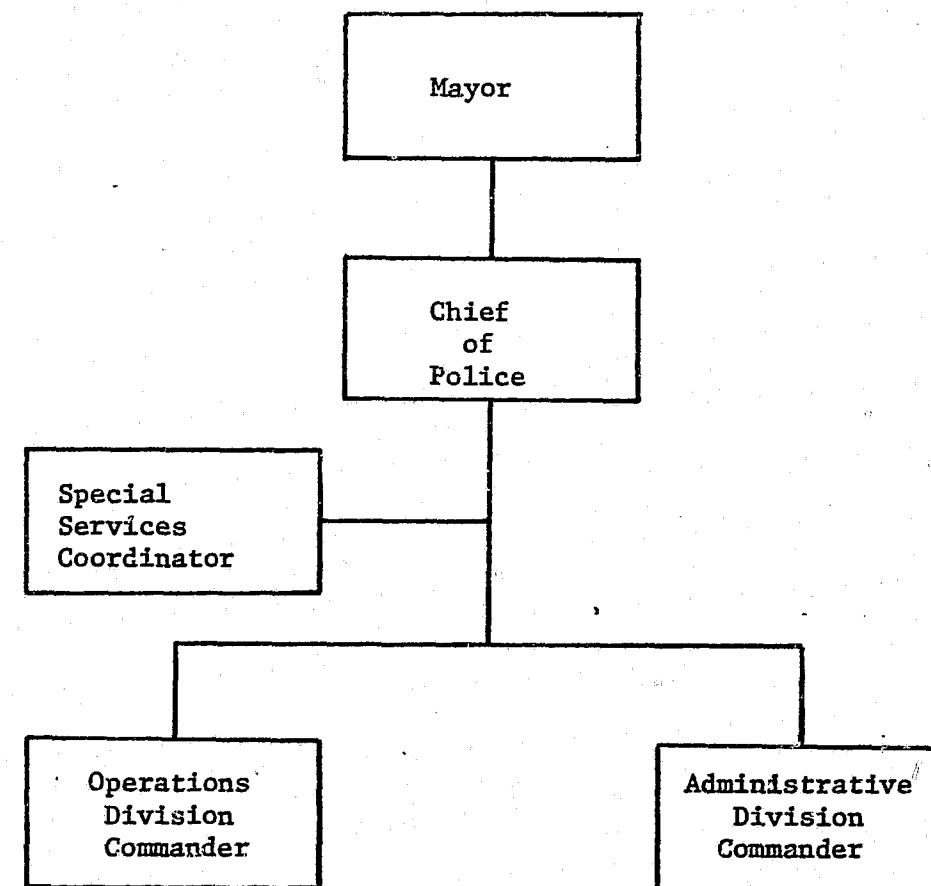 Mayor
Chief
of
Police
Special
Services
Coordinator
Operations
Division
Commander
Administrative
Division
Commander